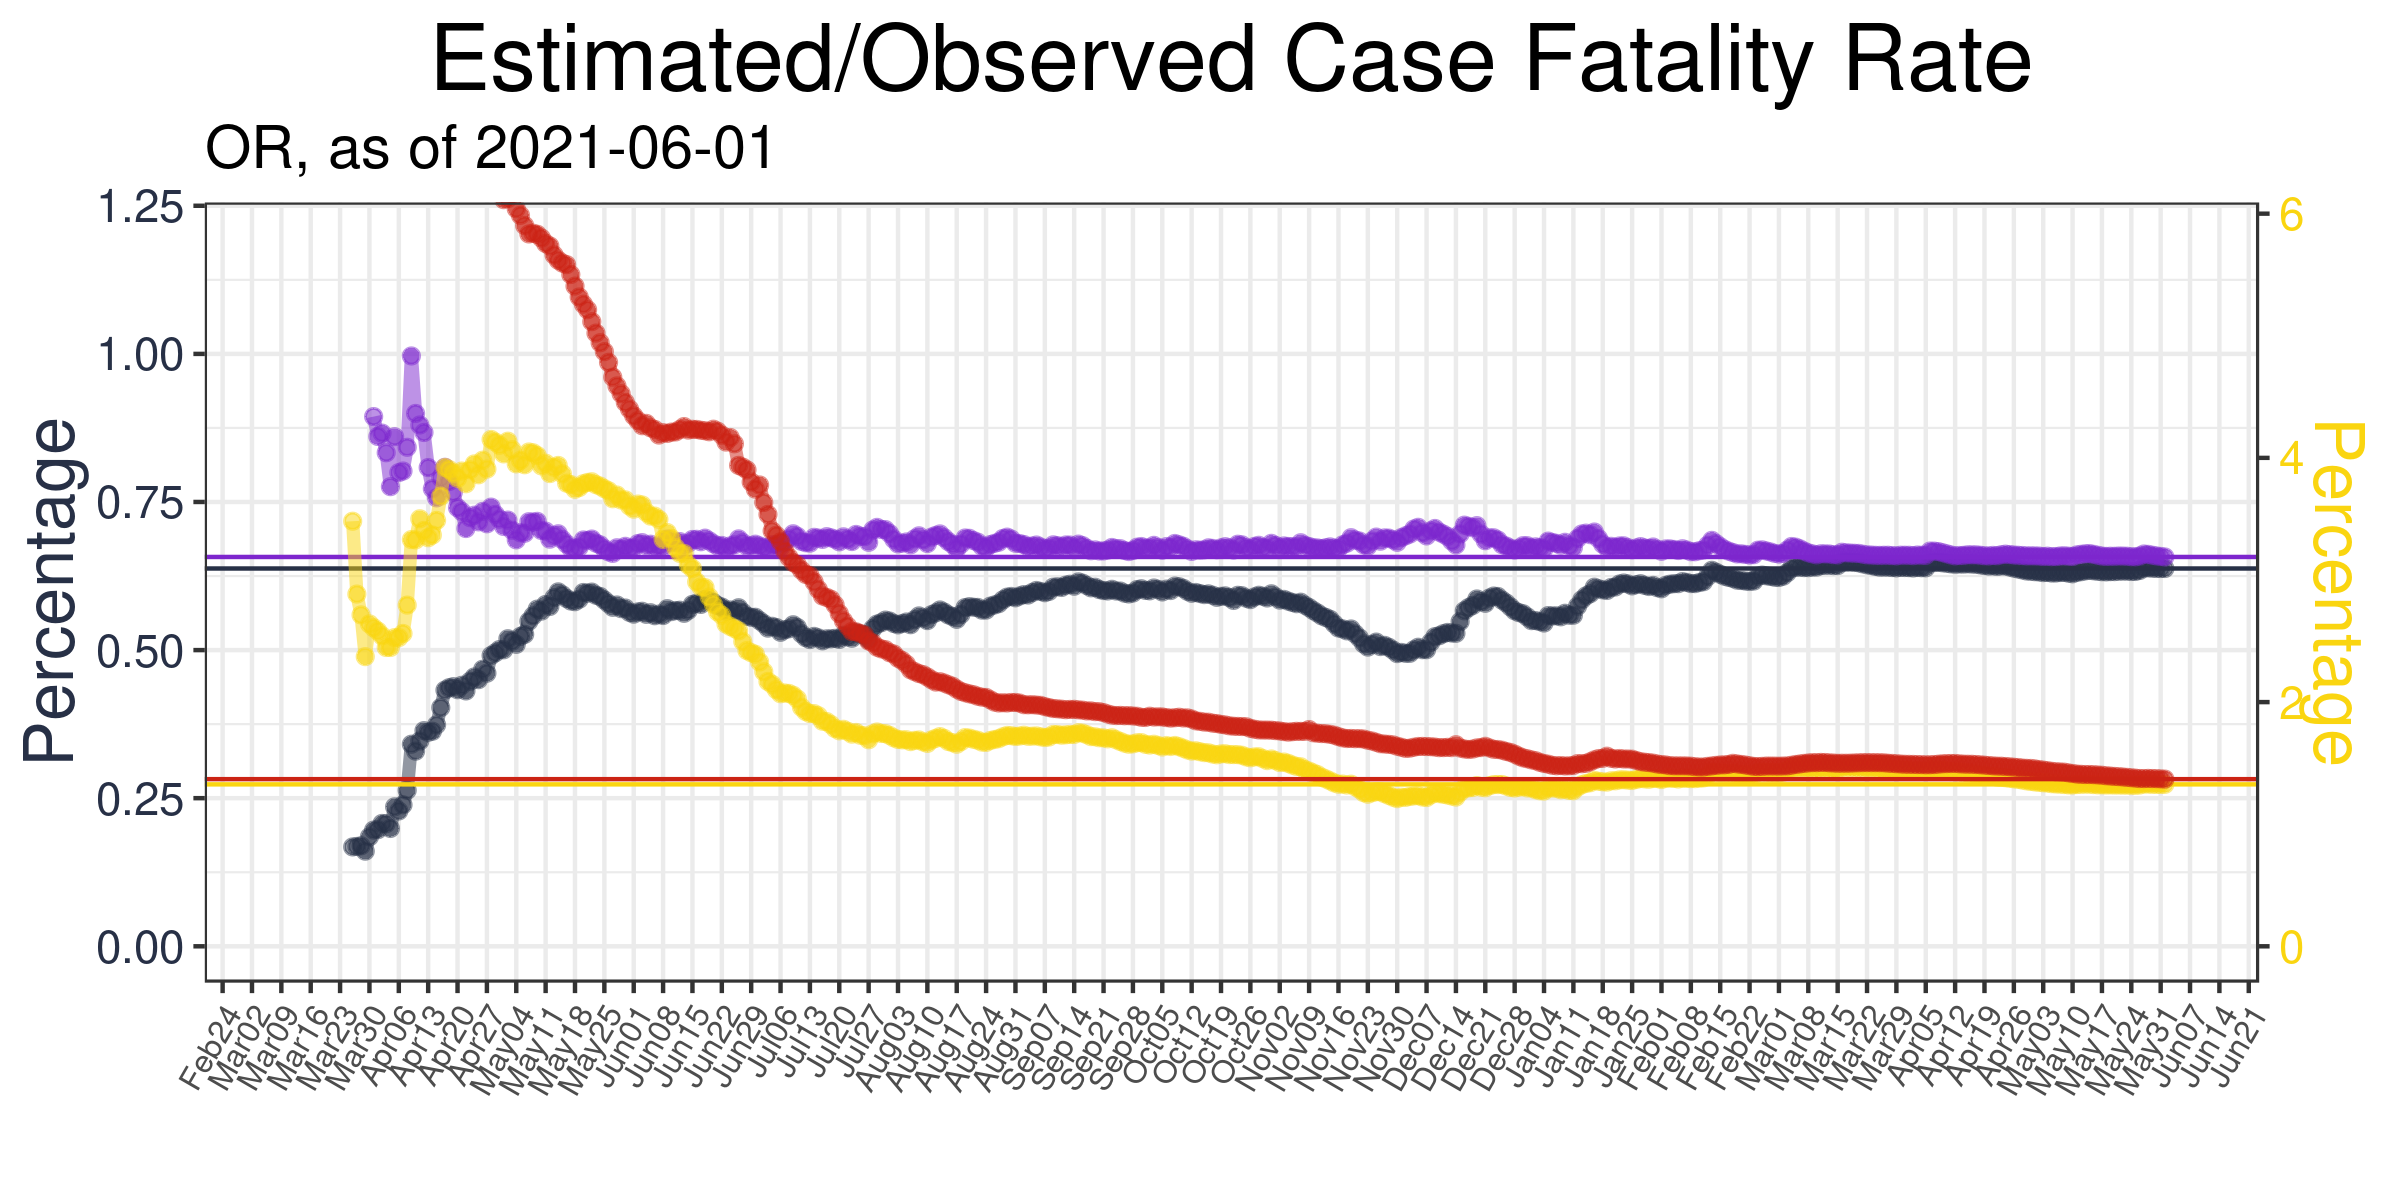 Estimated/Observed Case Fatality Rate
OR, as of 2021-06-01
Percentage
1.25
1.00
0.75
0.50
0.25
0.00
6
4
2
0
Percentage
Feb24
Mar02
Mar09
Mar16
Mar23
Mar30
Apr06
Apr13
Apr20
Apr27
May04
May11
May18
May25
Jun01
Jun08
Jun15
Jun22
Jun29
Jul06
Jul13
Jul20
Jul27
Aug03
Aug10
Aug17
Aug24
Aug31
Sep07
Sep14
Sep21
Sep28
Oct05
Oct12
Oct19
Oct26
Nov02
Nov09
Nov16
Nov23
Nov30
Dec07
Dec14
Dec21
Dec28
Jan04
Jan11
Jan18
Jan25
Feb01
Feb08
Feb15
Feb22
Mar01
Mar08
Mar15
Mar22
Mar29
Apr05
Apr12
Apr19
Apr26
May03
May10
May17
May24
May31
Jun07
Jun14
Jun21